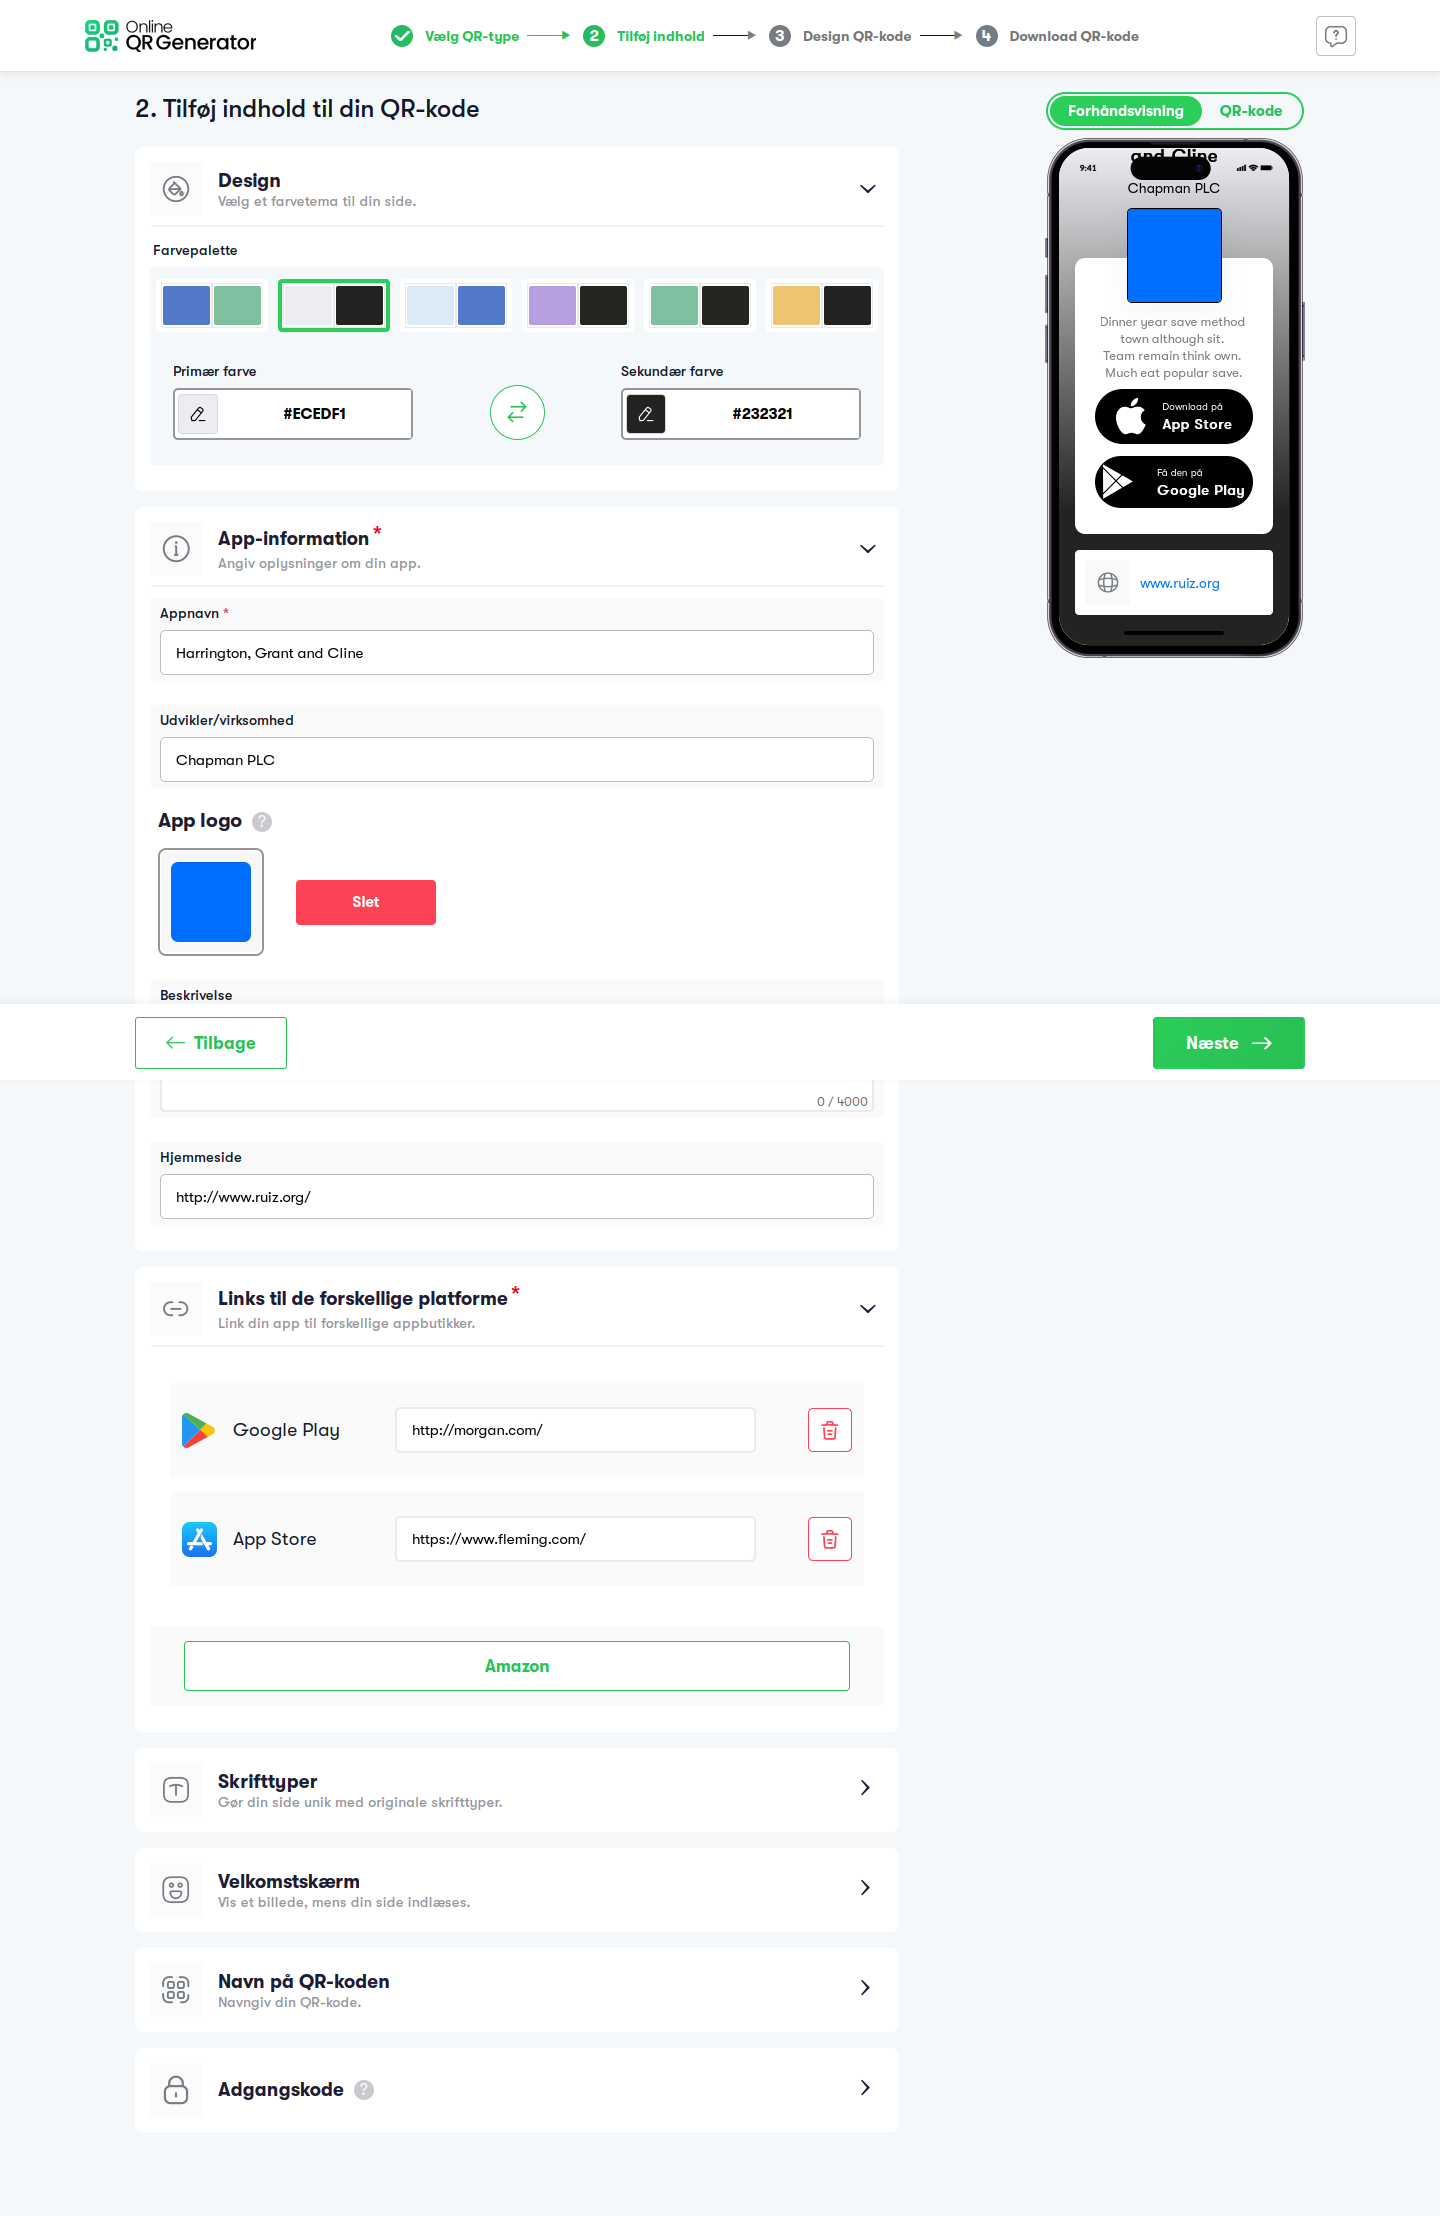 Online
QR Generator
Vælg QR-type
2
Tilføj indhold
3
Design QR-kode
4
Download QR-kode
2. Tilføj indhold til din QR-kode
Design
Vælg et farvetema til din side.
Farvepalette
Primær farve
#ECEDF1
Sekundær farve
#232321
App-information *
Angiv oplysninger om din app.
Appnavn *
Harrington, Grant and Cline
Udvikler/virksomhed
Chapman PLC
App logo ?
Slet
Beskrivelse
Tilbage
Næste
0 / 4000
Hjemmeside
http://www.ruiz.org/
Links til de forskellige platforme *
Link din app til forskellige appbutikker.
Google Play
http://morgan.com/
App Store
https://www.fleming.com/
Amazon
Skrifttyper
Gør din side unik med originale skrifttyper.
Velkomstskærm
Vis et billede, mens din side indlæses.
Navn på QR-koden
Navngiv din QR-kode.
Adgangskode ?
Forhåndsvisning
QR-kode
and Cline
9:41
Chapman PLC
Dinner year save method
town although sit.
Team remain think own.
Much eat popular save.
Download på
App Store
Få den på
Google Play
www.ruiz.org